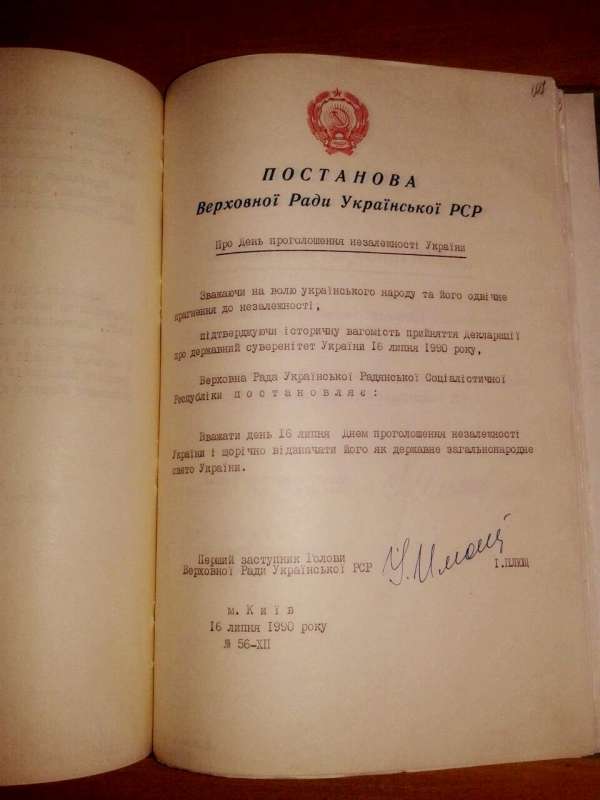 ПОСТАНОВА
Верховної Ради Української РСР
Про День проголошення незалежності України
Зважаючи на волю українського народу та його одвічне
прагнення до незалежності,
підтверджуючи історичну вагомість прийняття Декларації
про державний суверенітет України 16 липня 1990 року,
Верховна Рада Української Радянської Соціалістичної
Республіки постановляє:
Вважати день 16 липня Днем проголошення незалежності
України і щорічно відзначати його як державне загальнонародне
свято України.
Перший заступник Голови
Верховної Ради Української РСР І.ПЛЮЩ
м. Київ
16 липня 1990 року
№ 56-XII